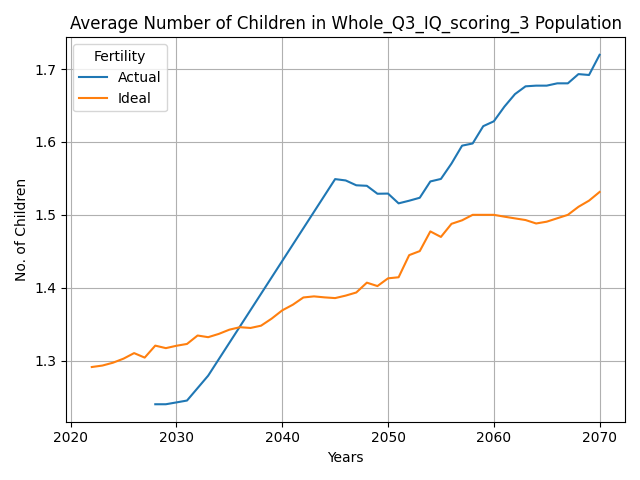 Average Number of Children in Whole_Q3_IQ_scoring_3 Population
Fertility
Actual
Ideal
No. of Children
1.7
1.6
1.5
1.4
1.3
2020 2030 2040 2050 2060 2070
Years